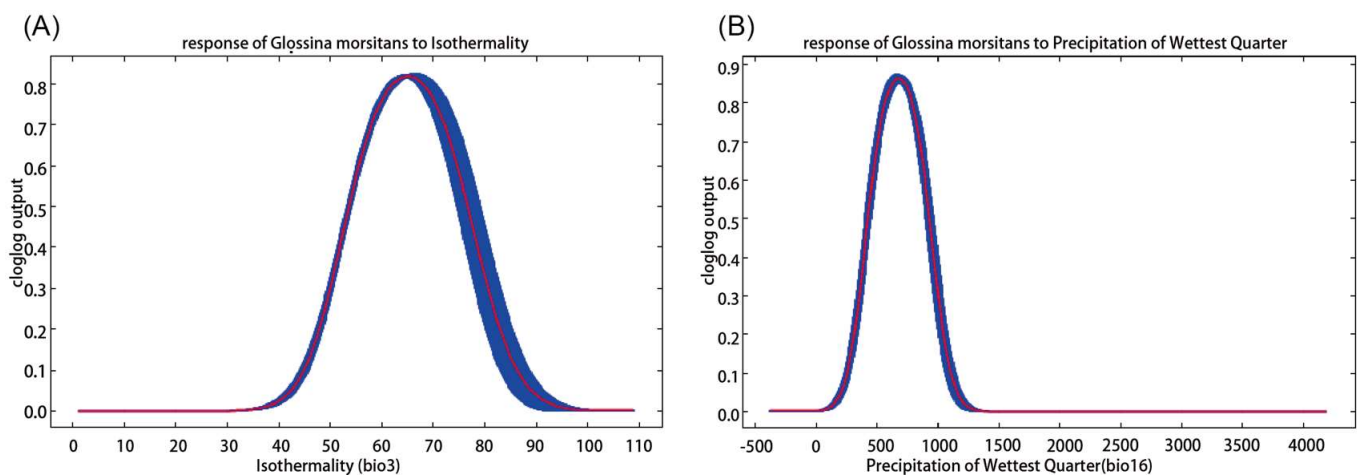 (A)
response of Glossina morsitans to Isothermality
cloglog output
0.8
0.7
0.6
0.5
0.4
0.3
0.2
0.1
0.0
0 10 20 30 40 50 60 70 80 90 100 110
Isothermality (bio3)
(B)
response of Glossina morsitans to Precipitation of Wettest Quarter
cloglog output
0.9
0.8
0.7
0.6
0.5
0.4
0.3
0.2
0.1
0.0
-500 0 500 1000 1500 2000 2500 3000 3500 4000
Precipitation of Wettest Quarter(bio16)